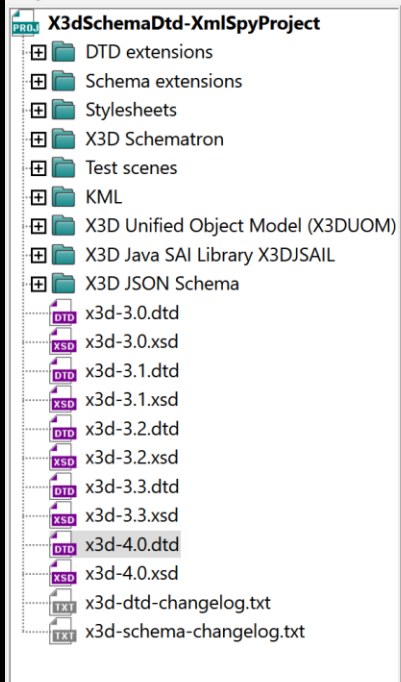 PROJ X3dSchemaDtd-XmlSpyProject
DTD extensions
Schema extensions
Stylesheets
X3D Schematron
Test scenes
KML
X3D Unified Object Model (X3DUOM)
X3D Java SAI Library X3DJSAIL
X3D JSON Schema
DTD x3d-3.0.dtd
XSD x3d-3.0.xsd
DTD x3d-3.1.dtd
XSD x3d-3.1.xsd
DTD x3d-3.2.dtd
XSD x3d-3.2.xsd
DTD x3d-3.3.dtd
XSD x3d-3.3.xsd
DTD x3d-4.0.dtd
XSD x3d-4.0.xsd
TXT x3d-dtd-changelog.txt
TXT x3d-schema-changelog.txt